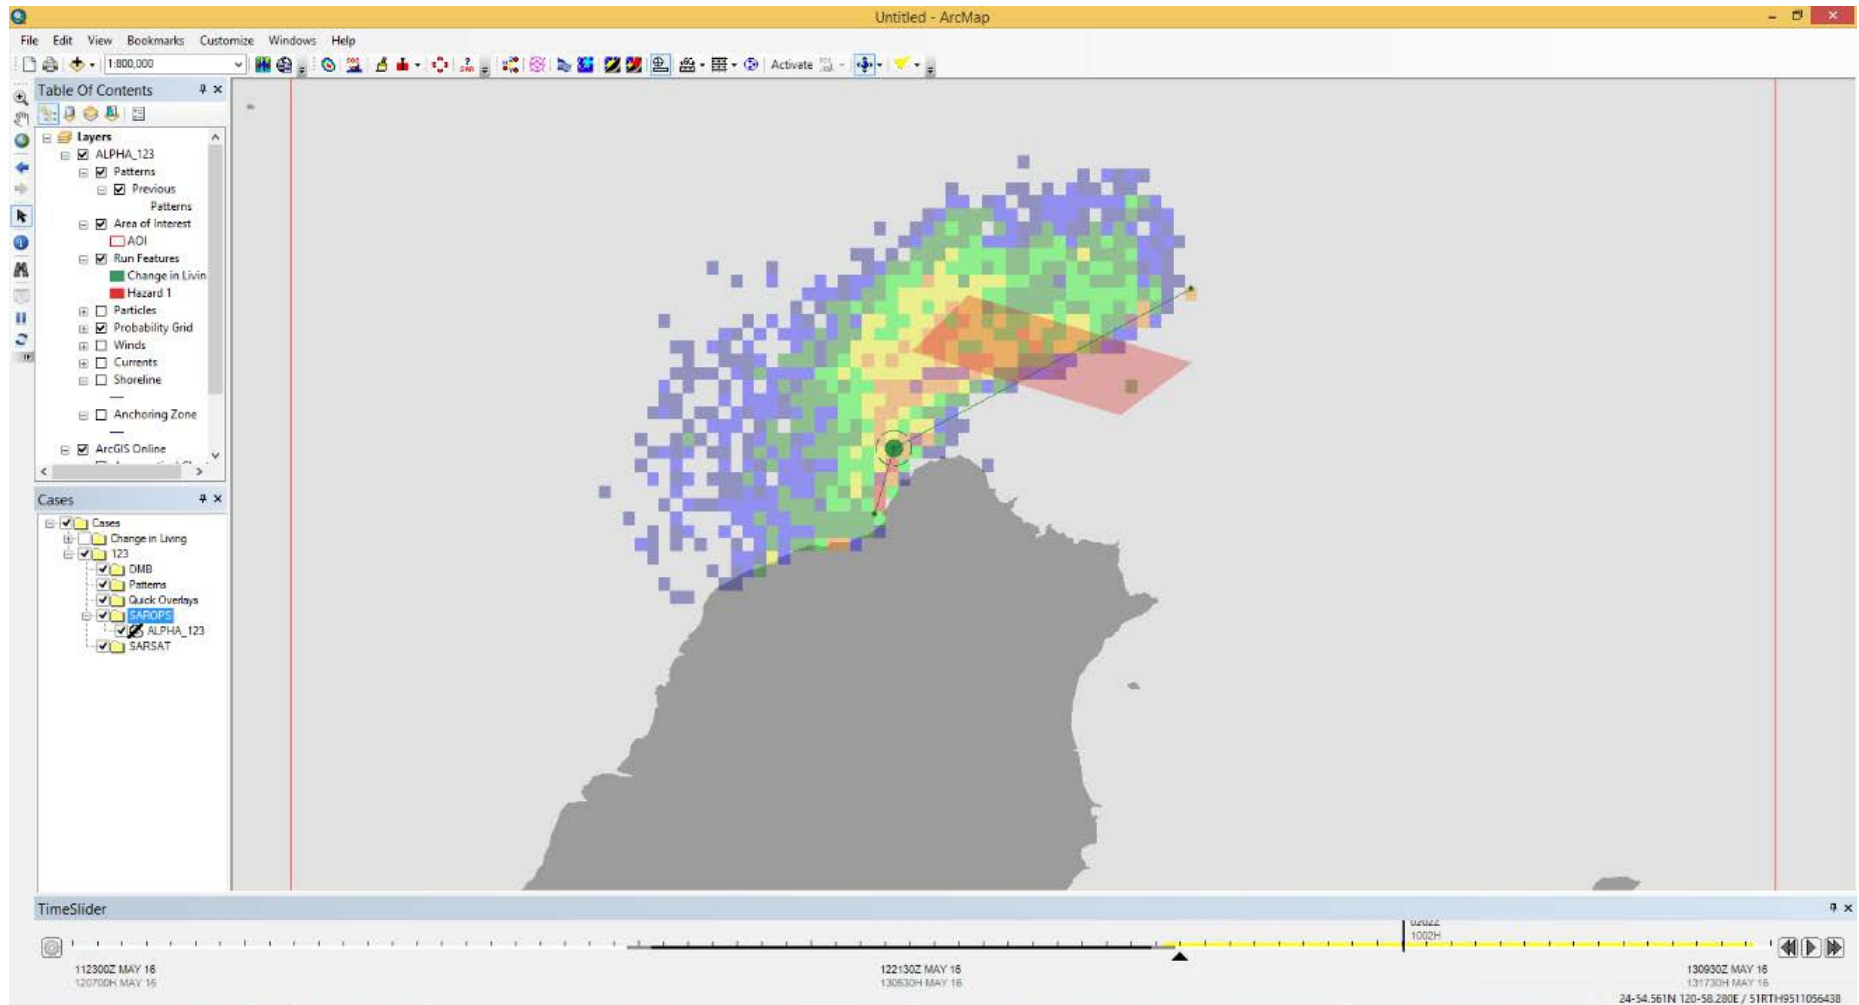 Untitled - ArcMap
File Edit View Bookmarks Customize Windows Help
1:800,000
Activate
Table Of Contents
Layers
ALPHA_123
Patterns
Previous
Patterns
Area of Interest
AOI
Run Features
Change in Livin
Hazard 1
Particles
Probability Grid
Winds
Currents
Shoreline
Anchoring Zone
ArcGIS Online
Cases
Cases
Change in Living
123
DMB
Patterns
Quick Overlays
SAROPS
ALPHA_123
SARSAT
TimeSlider
0202Z
1002H
112300Z MAY 16
120700H MAY 16
122130Z MAY 16
130530H MAY 16
130930Z MAY 16
131730H MAY 16
24-54.561N 120-58.280E / 51RTH9511056438